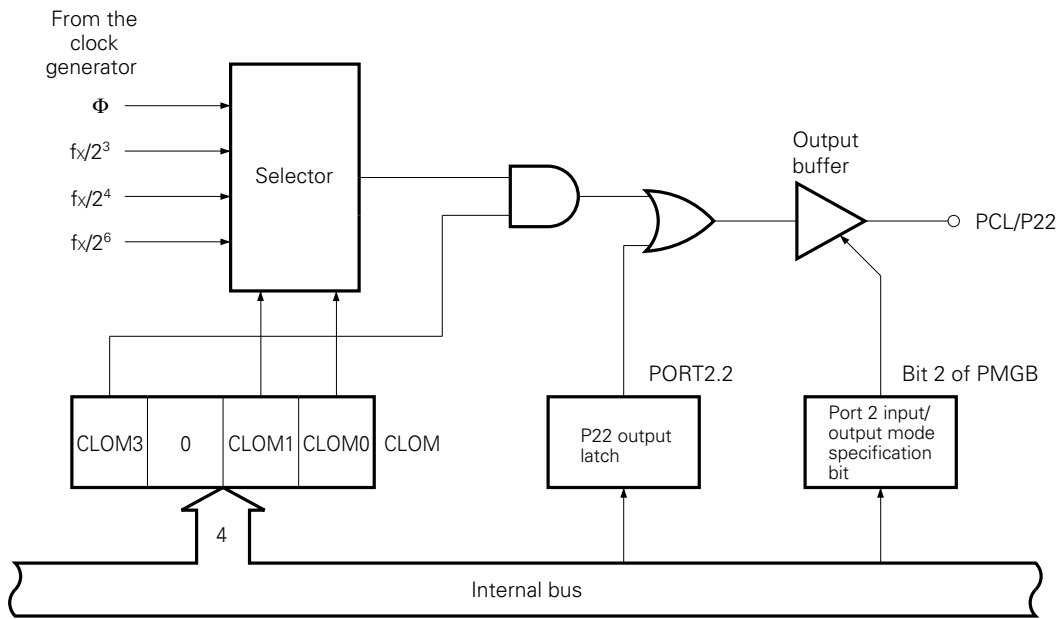 From the
clock
generator
Φ
fx/2³
fx/2⁴
fx/2⁶
Selector
Output
buffer
PCL/P22
PORT2.2
Bit 2 of PMGB
CLOM3 0 CLOM1 CLOM0 CLOM
P22 output
latch
Port 2 input/
output mode
specification
bit
4
Internal bus